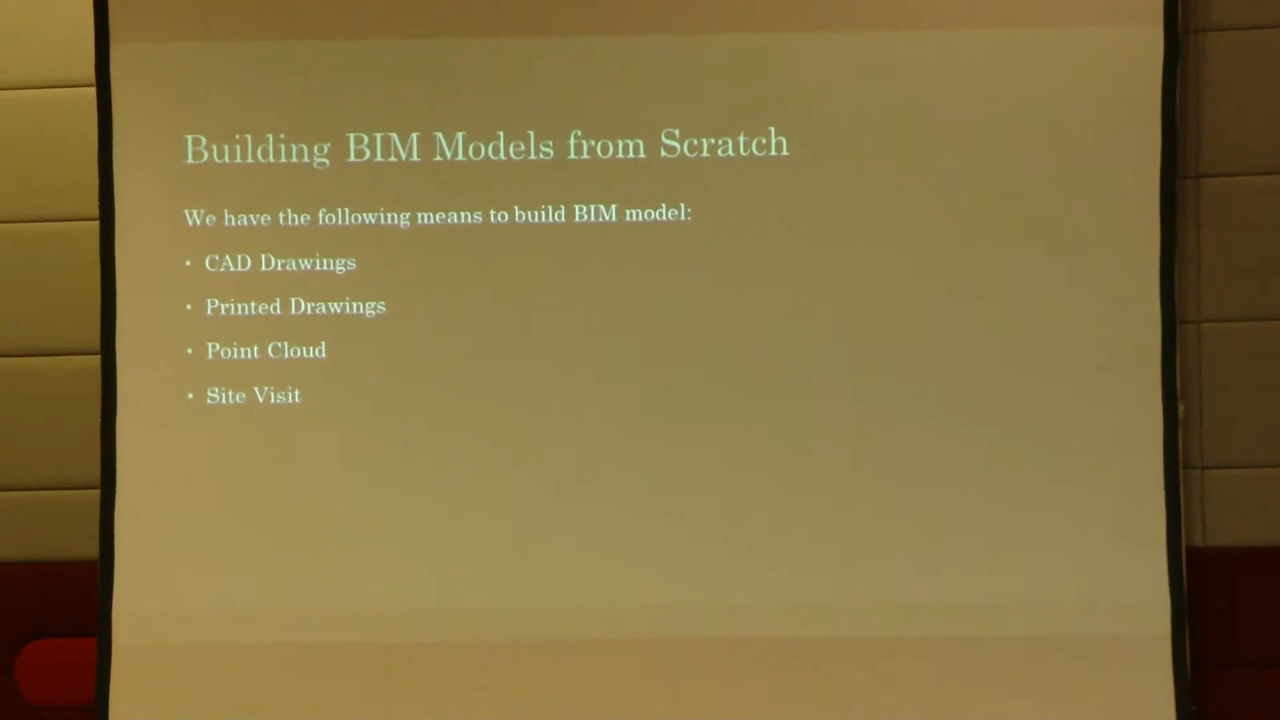 Building BIM Models from Scratch
We have the following means to build BIM model:
• CAD Drawings
• Printed Drawings
• Point Cloud
• Site Visit